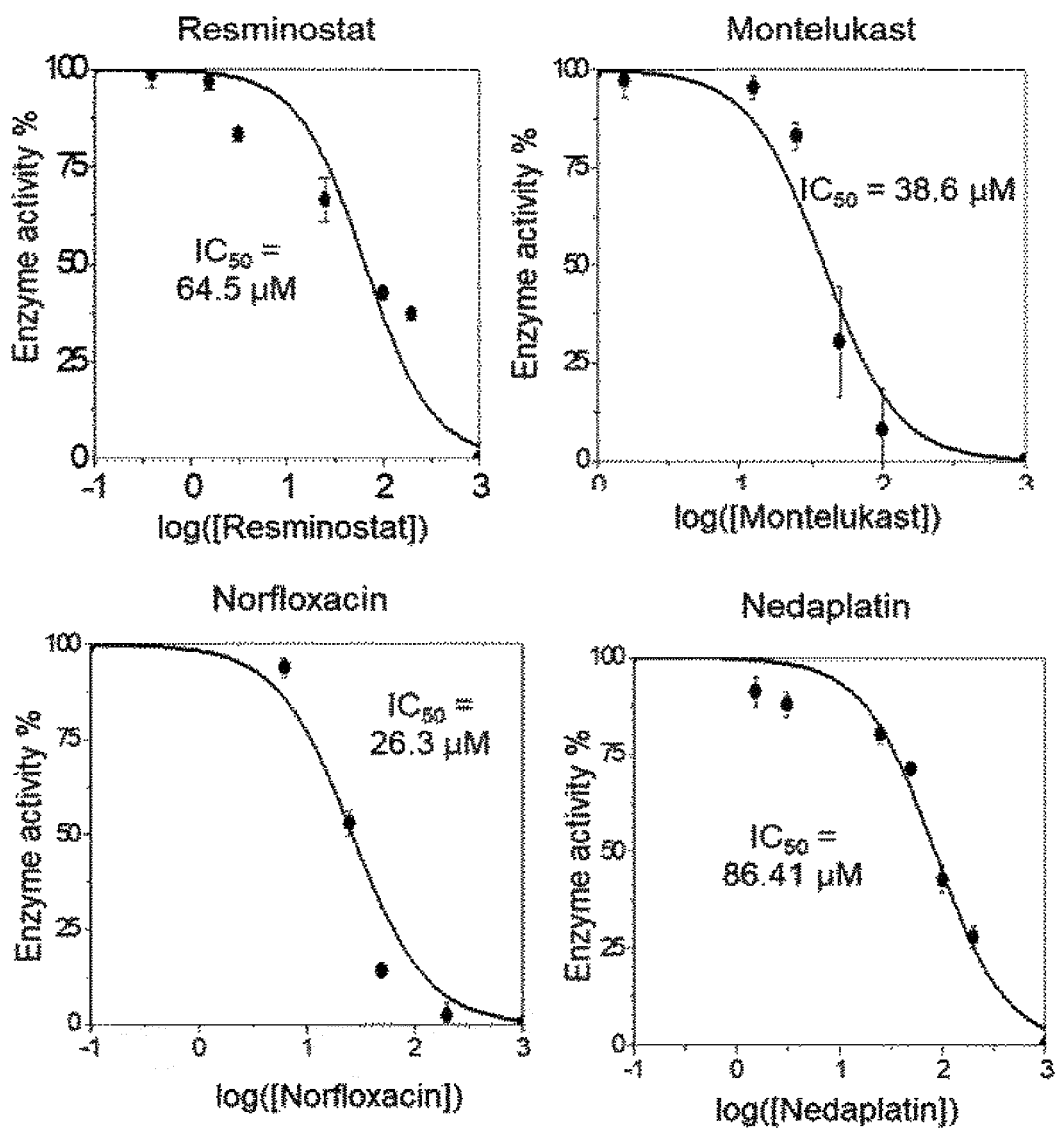 Resminostat
Enzyme activity %
100
75
50
25
0
IC50 =
64.5 µM
-1 0 1 2 3
log([Resminostat])
Montelukast
Enzyme activity %
100
75
50
25
0
IC50 = 38.6 µM
0 1 2 3
log([Montelukast])
Norfloxacin
Enzyme activity %
100
75
50
25
0
IC50 =
26.3 µM
-1 0 1 2 3
log([Norfloxacin])
Nedaplatin
Enzyme activity %
100
75
50
25
0
IC50 =
86.41 µM
-1 0 1 2 3
log([Nedaplatin])